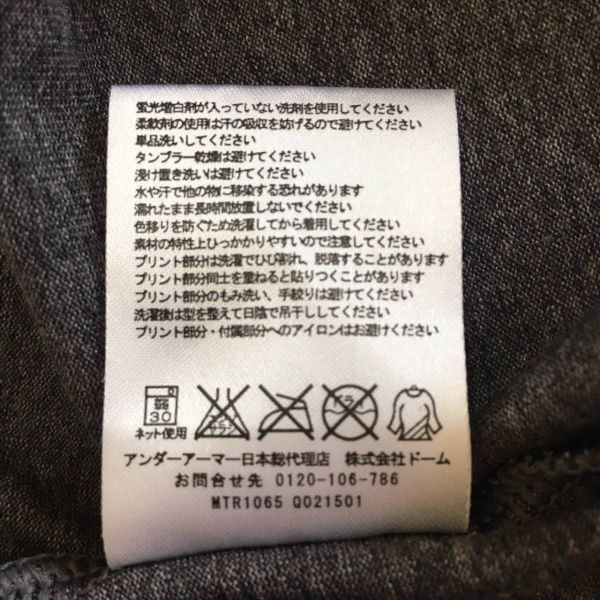 蛍光増白剤が入っていない洗剤を使用してください
柔軟剤の使用は汗の吸収を妨げるので避けてください
単品洗いしてください
タンブラー乾燥は避けてください
浸け置き洗いは避けてください
水や汗で他の物に移染する恐れがあります
濡れたまま長時間放置しないでください
色移りを防ぐため洗濯してから着用してください
素材の特性上ひっかかりやすいので注意してください
プリント部分は洗濯でひび割れ、脱落することがあります
プリント部分同士を重ねると貼りつくことがあります
プリント部分のもみ洗い、手絞りは避けてください
洗濯後は型を整えて日陰で吊干ししてください
プリント部分・付属部分へのアイロンはお避けください
30
エンソ
サラシ
ドライ
ネット使用
アンダーアーマー日本総代理店 株式会社ドーム
お問合せ先 0120-106-786
MTR1065 Q021501